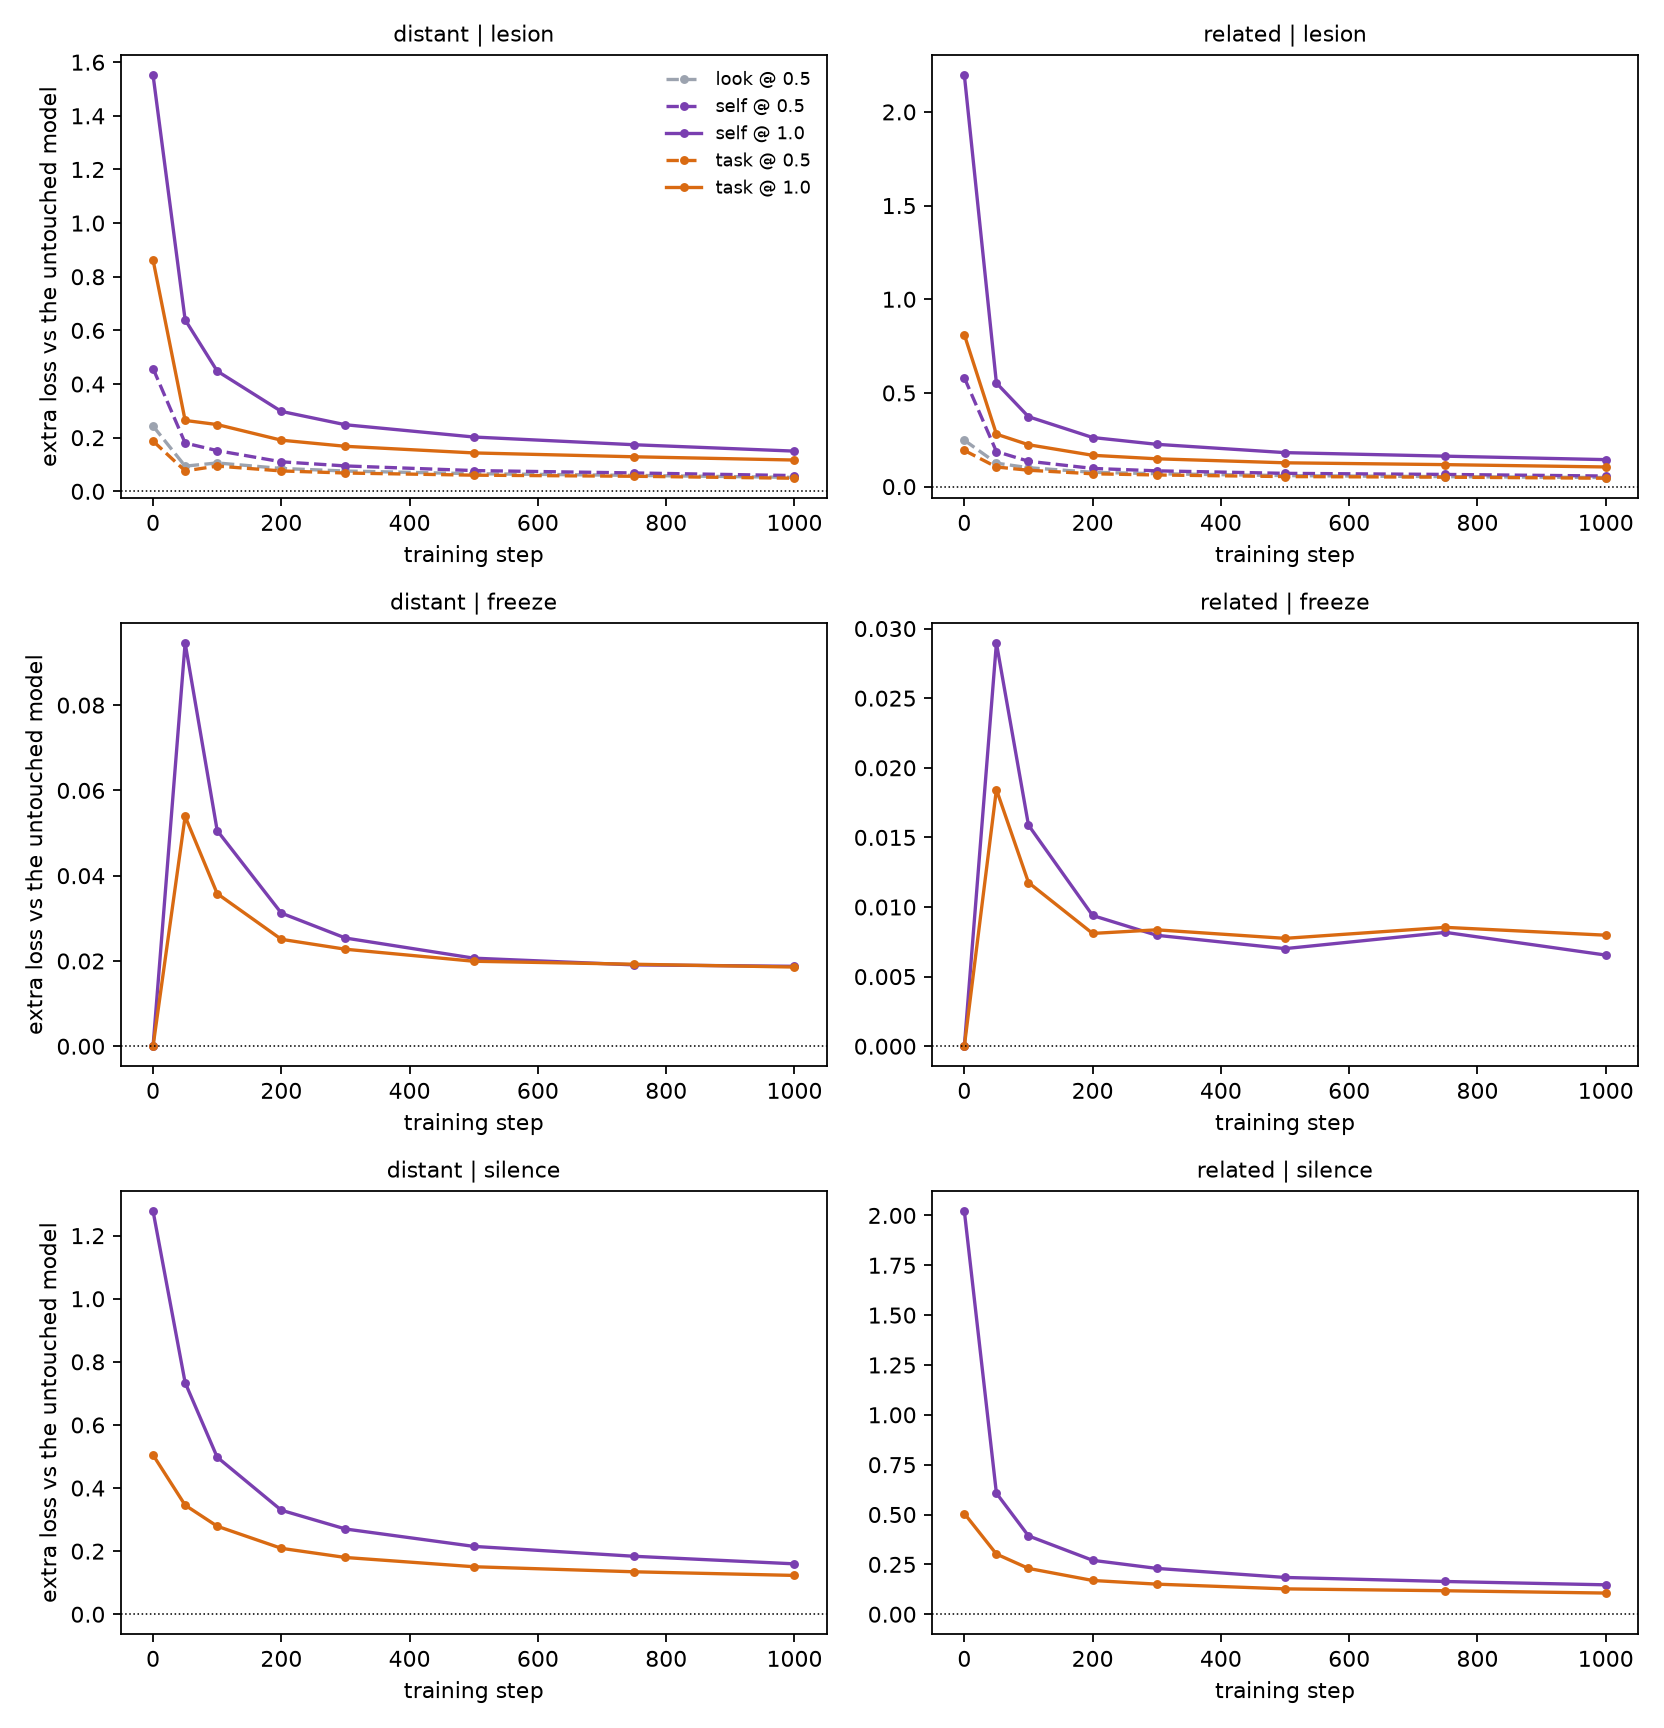 distant | lesion
extra loss vs the untouched model
1.6
1.4
1.2
1.0
0.8
0.6
0.4
0.2
0.0
look @ 0.5
self @ 0.5
self @ 1.0
task @ 0.5
task @ 1.0
0 200 400 600 800 1000
training step
related | lesion
2.0
1.5
1.0
0.5
0.0
0 200 400 600 800 1000
training step
distant | freeze
extra loss vs the untouched model
0.08
0.06
0.04
0.02
0.00
0 200 400 600 800 1000
training step
related | freeze
0.030
0.025
0.020
0.015
0.010
0.005
0.000
0 200 400 600 800 1000
training step
distant | silence
extra loss vs the untouched model
1.2
1.0
0.8
0.6
0.4
0.2
0.0
0 200 400 600 800 1000
training step
related | silence
2.00
1.75
1.50
1.25
1.00
0.75
0.50
0.25
0.00
0 200 400 600 800 1000
training step